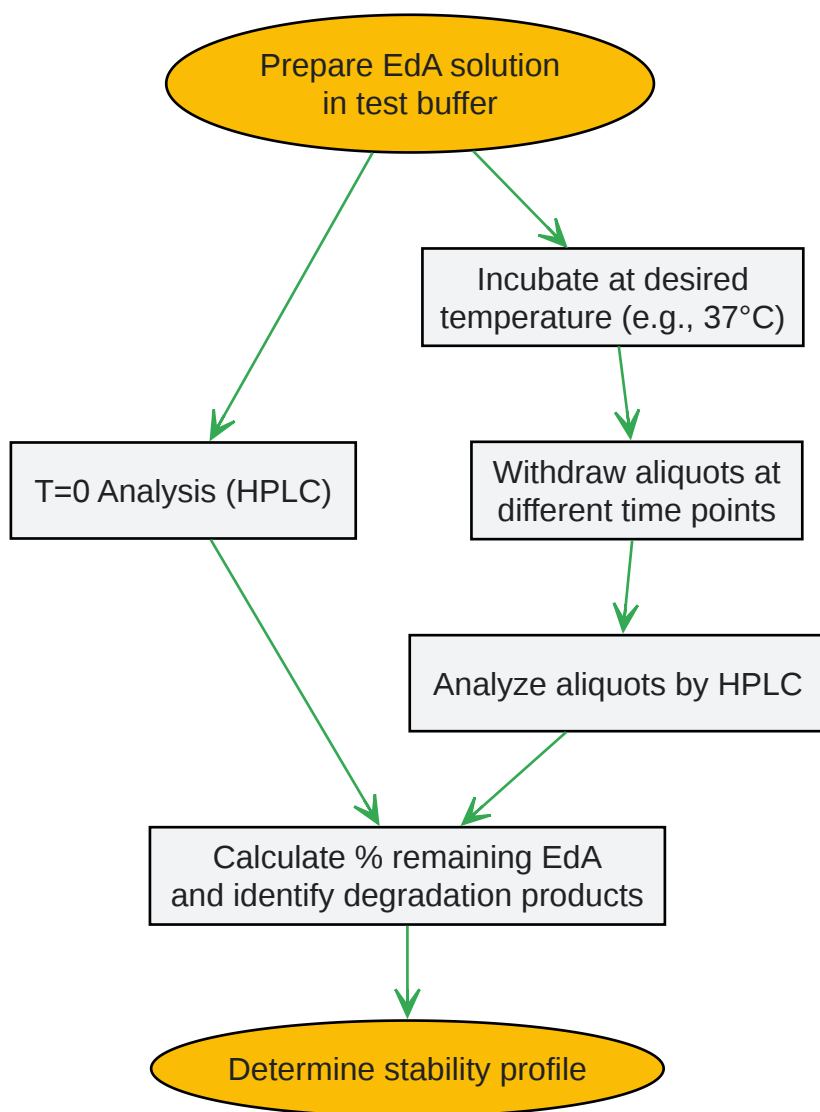 Prepare EdA solution
in test buffer
Incubate at desired
temperature (e.g., 37°C)
T=0 Analysis (HPLC)
Withdraw aliquots at
different time points
Analyze aliquots by HPLC
Calculate % remaining EdA
and identify degradation products
Determine stability profile